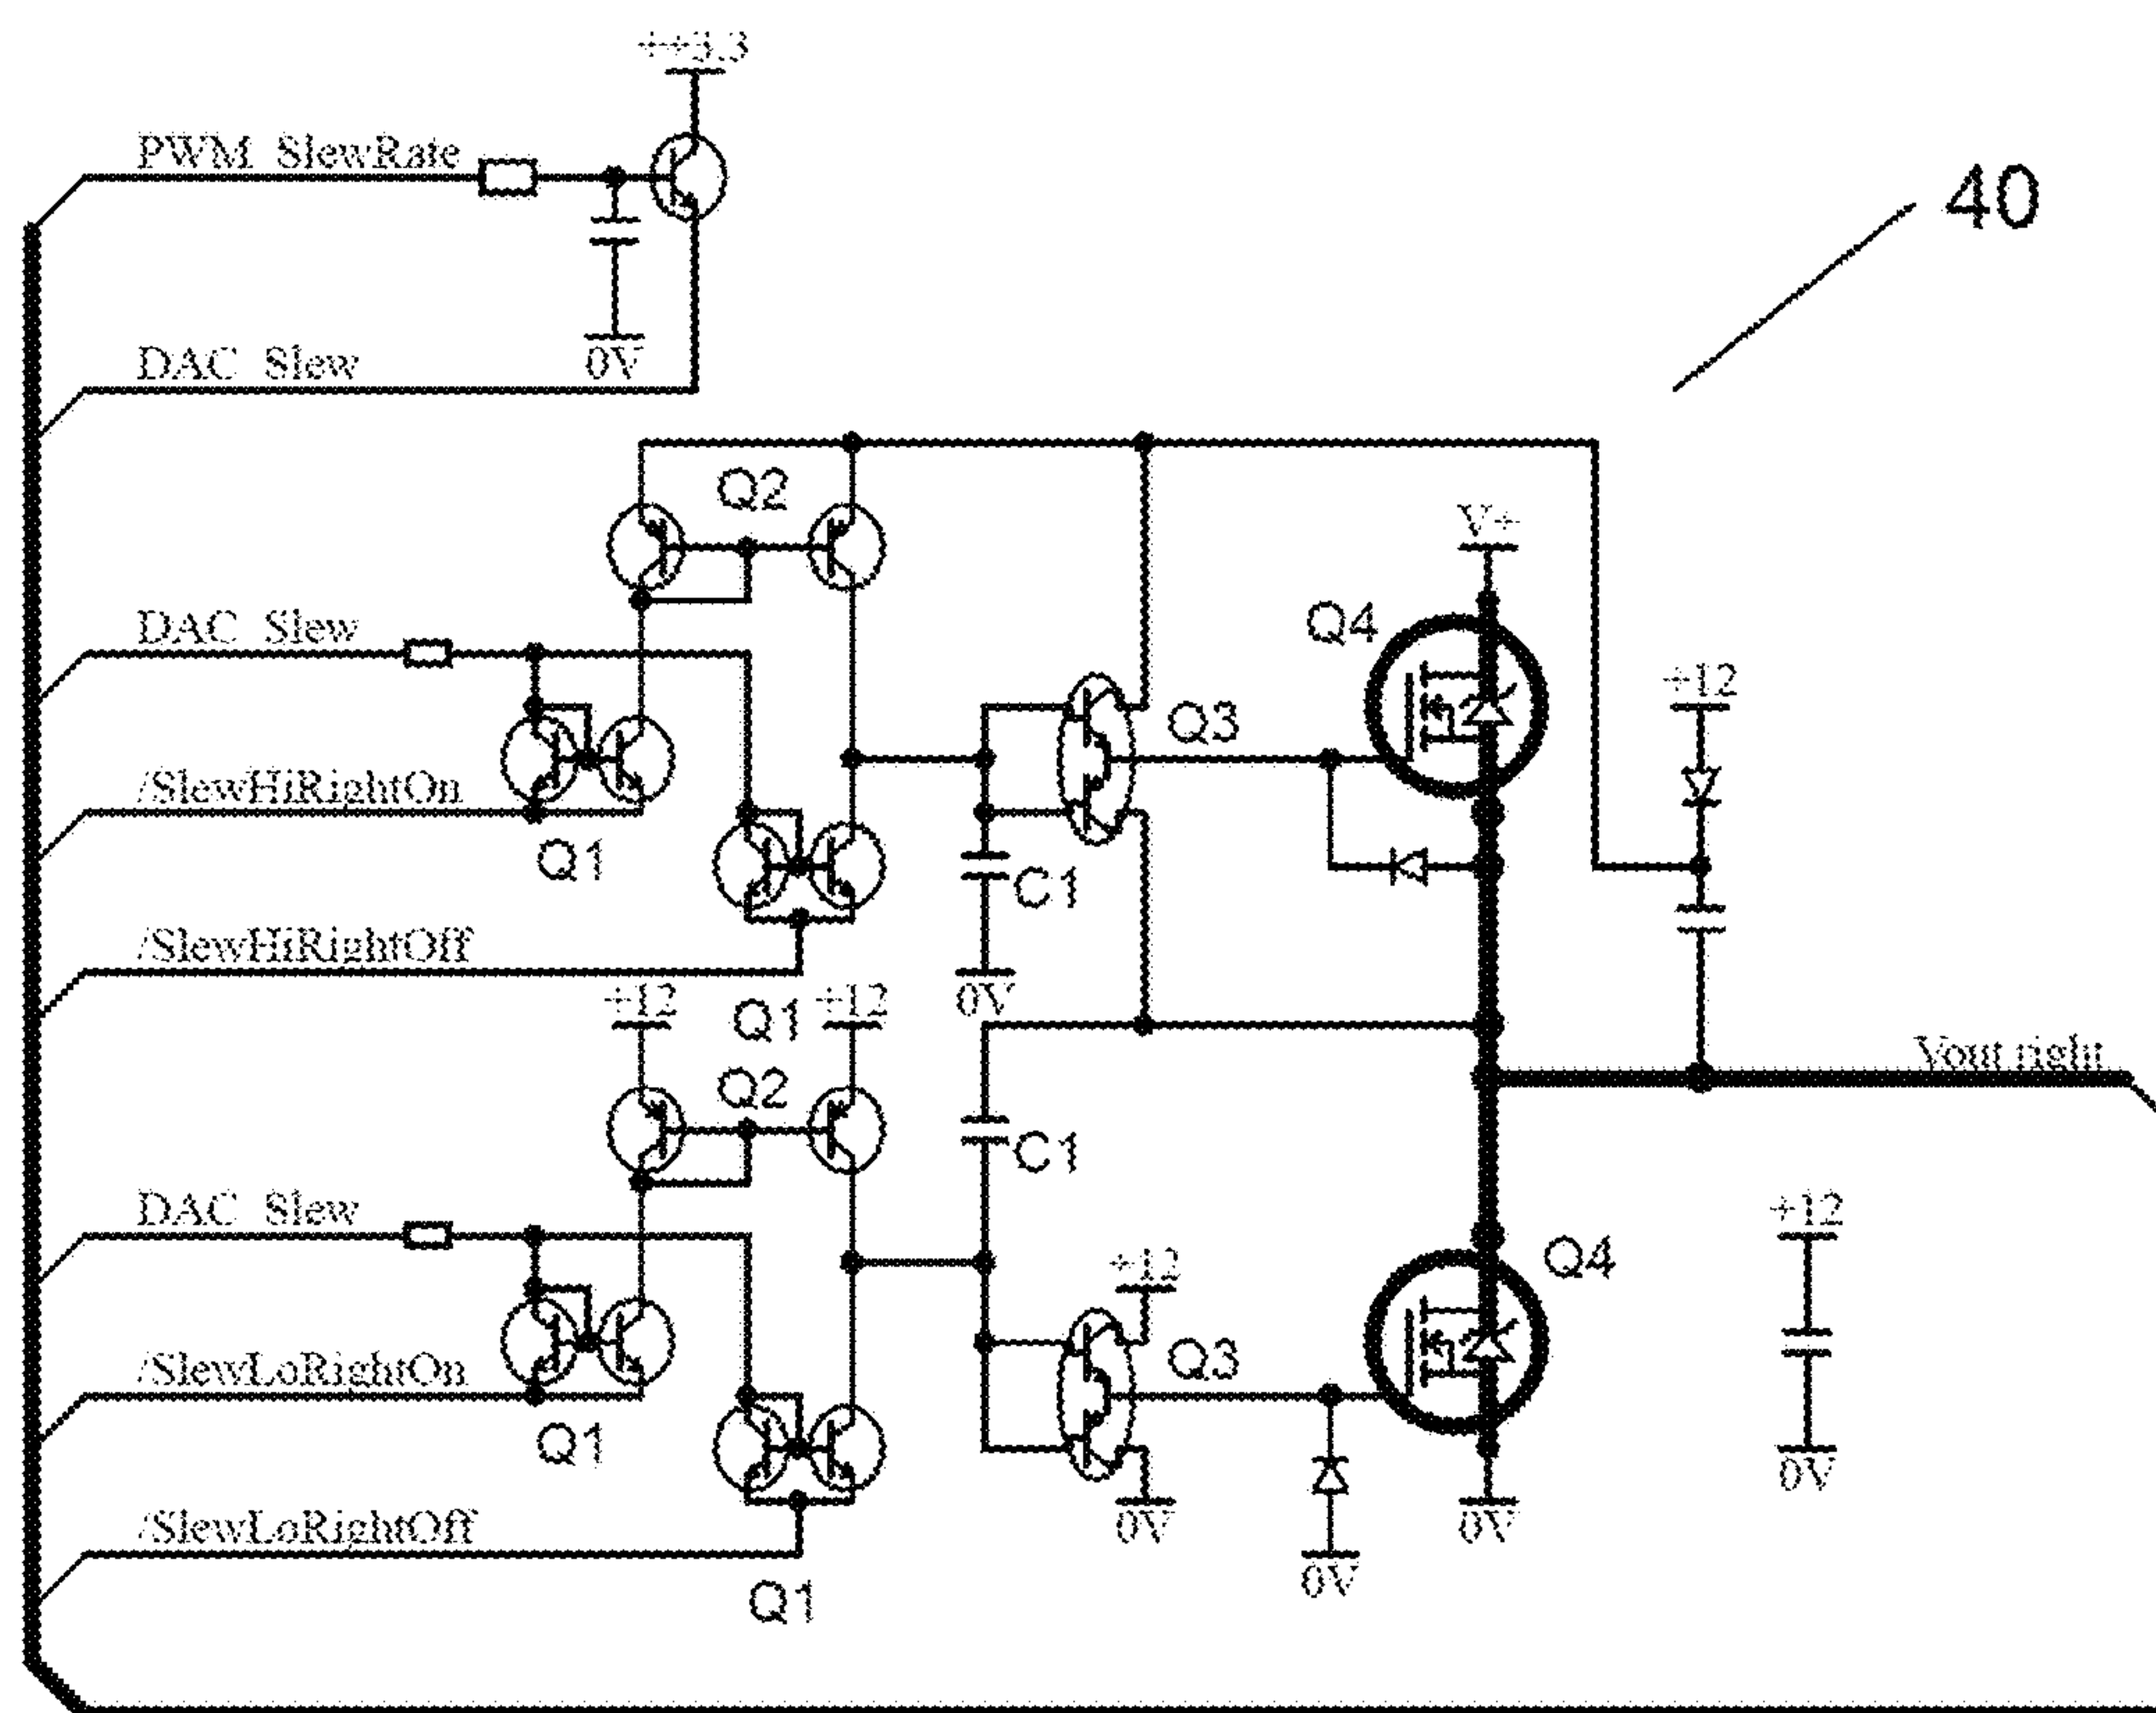 ++3.3
PWM_SlewRate
40
0V
DAC_Slew
Q2
V+
DAC_Slew
Q4
+12
Q3
/SlewHiRightOn
Q1
C1
/SlewHiRightOff
0V
+12
Q1
+12
Q2
Vout right
C1
DAC_Slew
+12
+12
Q4
Q3
/SlewLoRightOn
Q1
0V
/SlewLoRightOff
0V
0V
0V
Q1